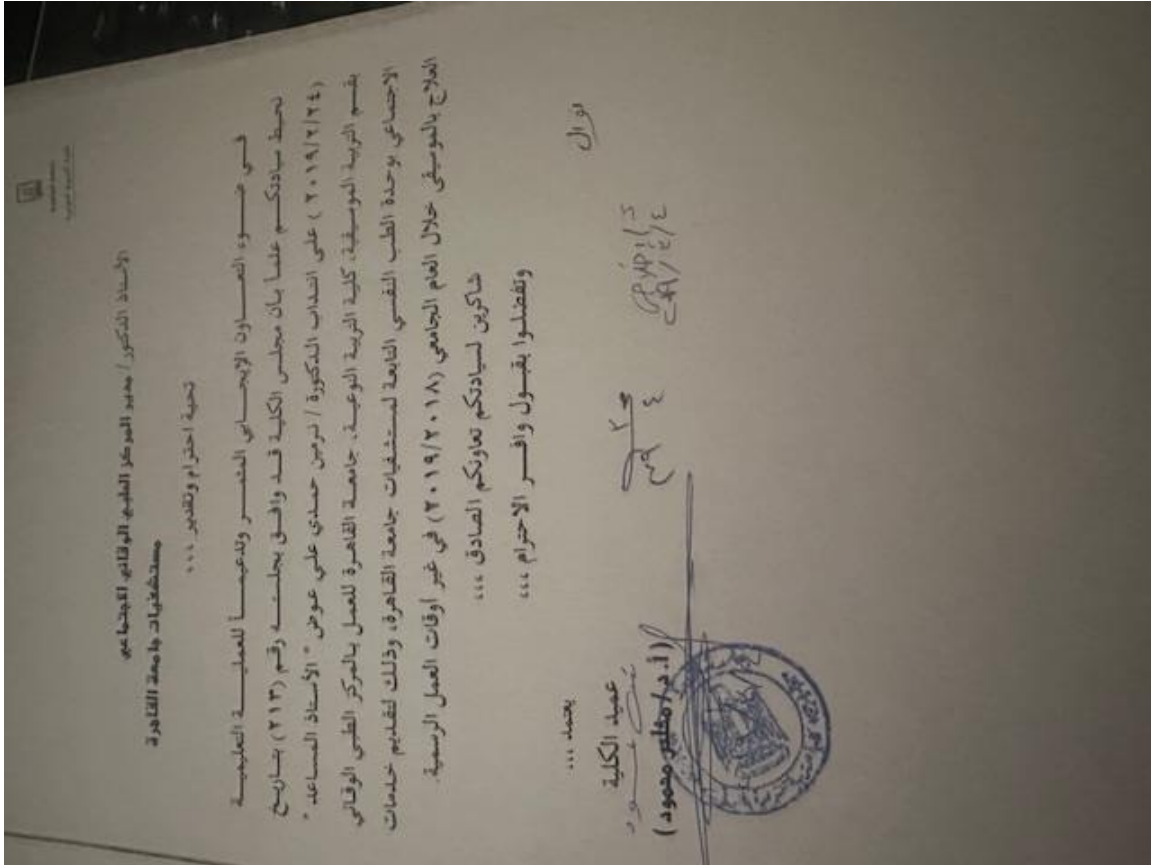 الأستاذ الدكتور / مدير المركز الطبي الوقائي الاجتماعي
مستشفيات جامعة القاهرة
تحية احترام وتقدير ،،،
في ضوء التعاون الإيجابي المثمر وتدعيماً للعملية التعليمية
نحيط سيادتكم علما بأن مجلس الكلية قد وافق بجلسته رقم (٢١٣) بتاريخ
(٢٠١٩/٢/٢٤) على انتداب الدكتورة / نرمين حمدي علي عوض " الأستاذ المساعد "
بقسم التربية الموسيقية، كلية التربية النوعية، جامعة القاهرة للعمل بالمركز الطبي الوقائي
الاجتماعي بوحدة الطب النفسي التابعة لمستشفيات جامعة القاهرة، وذلك لتقديم خدمات
العلاج بالموسيقى خلال العام الجامعي (٢٠١٩/٢٠١٨) في غير أوقات العمل الرسمية.
شاكرين لسيادتكم تعاونكم الصادق ،،،
وتفضلوا بقبول وافر الاحترام ،،،
نوال
يعتمد ،،،
عميد الكلية
(أ.د/ محمود)